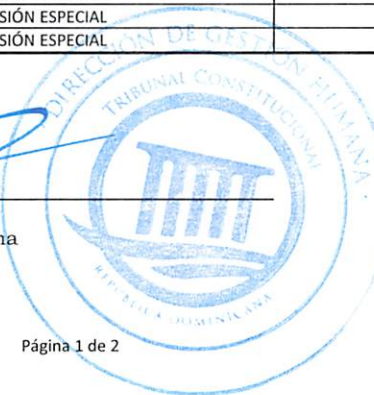 SIÓN ESPECIAL
SIÓN ESPECIAL
DIRECCIÓN DE GESTIÓN HUMANA
TRIBUNAL CONSTITUCIONAL
REPÚBLICA DOMINICANA
na
Página 1 de 2